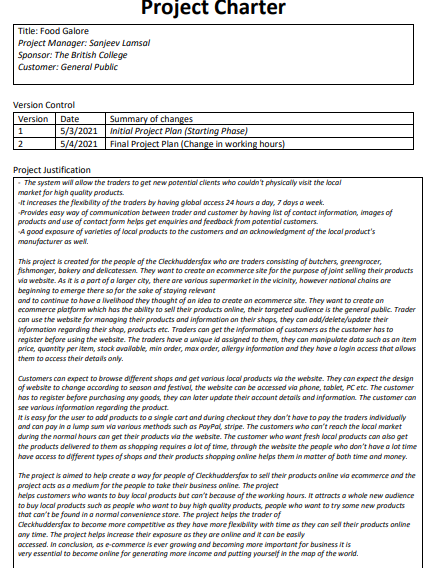 Project Charter
Title: Food Galore
Project Manager: Sanjeev Lamsal
Sponsor: The British College
Customer: General Public
Version Control
Version Date Summary of changes
1 5/3/2021 Initial Project Plan (Starting Phase)
2 5/4/2021 Final Project Plan (Change in working hours)
Project Justification
- The system will allow the traders to get new potential clients who couldn't physically visit the local
market for high quality products.
-It increases the flexibility of the traders by having global access 24 hours a day, 7 days a week.
-Provides easy way of communication between trader and customer by having list of contact information, images of
products and use of contact form helps get enquiries and feedback from potential customers.
-A good exposure of varieties of local products to the customers and an acknowledgment of the local product's
manufacturer as well.
This project is created for the people of the Cleckhuddersfax who are traders consisting of butchers, greengrocer,
fishmonger, bakery and delicatessen. They want to create an ecommerce site for the purpose of joint selling their products
via website. As it is a part of a larger city, there are various supermarket in the vicinity, however national chains are
beginning to emerge there so for the sake of staying relevant
and to continue to have a livelihood they thought of an idea to create an ecommerce site. They want to create an
ecommerce platform which has the ability to sell their products online, their targeted audience is the general public. Trader
can use the website for managing their products and information on their shops, they can add/delete/update their
information regarding their shop, products etc. Traders can get the information of customers as the customer has to
register before using the website. The traders have a unique id assigned to them, they can manipulate data such as an item
price, quantity per item, stock available, min order, max order, allergy information and they have a login access that allows
them to access their details only.
Customers can expect to browse different shops and get various local products via the website. They can expect the design
of website to change according to season and festival, the website can be accessed via phone, tablet, PC etc. The customer
has to register before purchasing any goods, they can later update their account details and information. The customer can
see various information regarding the product.
It is easy for the user to add products to a single cart and during checkout they don't have to pay the traders individually
and can pay in a lump sum via various methods such as PayPal, stripe. The customers who can't reach the local market
during the normal hours can get their products via the website. The customer who want fresh local products can also get
the products delivered to them as shopping requires a lot of time, through the website the people who don't have a lot time
have access to different types of shops and their products shopping online helps them in matter of both time and money.
The project is aimed to help create a way for people of Cleckhuddersfax to sell their products online via ecommerce and the
project acts as a medium for the people to take their business online. The project
helps customers who wants to buy local products but can't because of the working hours. It attracts a whole new audience
to buy local products such as people who want to buy high quality products, people who want to try some new products
that can't be found in a normal convenience store. The project helps the trader of
Cleckhuddersfax to become more competitive as they have more flexibility with time as they can sell their products online
any time. The project helps increase their exposure as they are online and it can be easily
accessed. In conclusion, as e-commerce is ever growing and becoming more important for business it is
very essential to become online for generating more income and putting yourself in the map of the world.